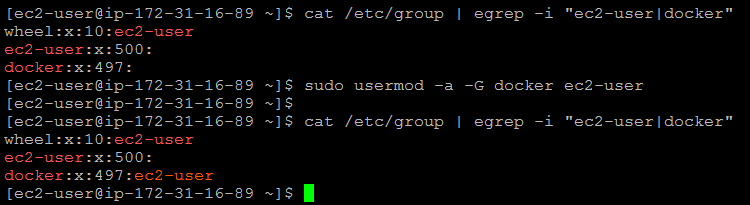 [ec2-user@ip-172-31-16-89 ~]$ cat /etc/group | egrep -i "ec2-user|docker"
wheel:x:10:ec2-user
ec2-user:x:500:
docker:x:497:
[ec2-user@ip-172-31-16-89 ~]$ sudo usermod -a -G docker ec2-user
[ec2-user@ip-172-31-16-89 ~]$
[ec2-user@ip-172-31-16-89 ~]$ cat /etc/group | egrep -i "ec2-user|docker"
wheel:x:10:ec2-user
ec2-user:x:500:
docker:x:497:ec2-user
[ec2-user@ip-172-31-16-89 ~]$